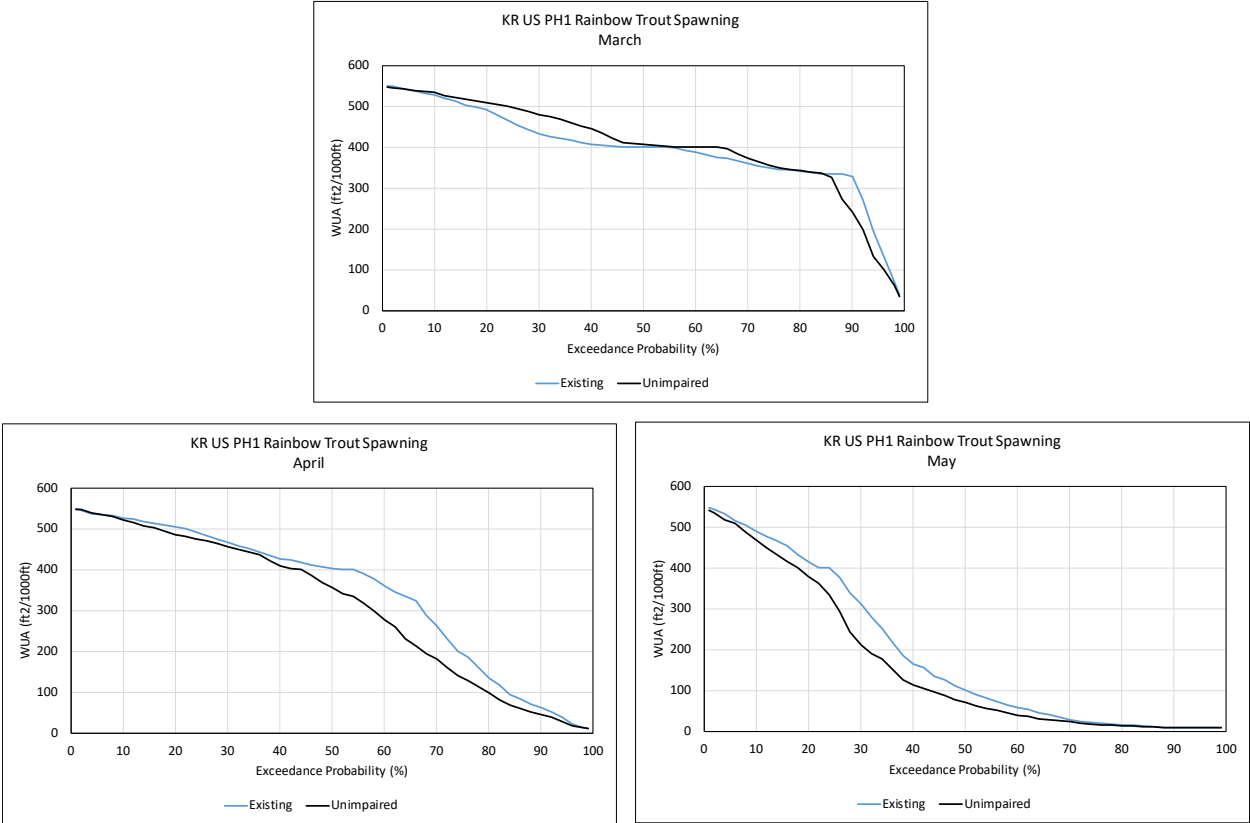 KR US PH1 Rainbow Trout Spawning
March
600
500
400
300
200
100
0
WUA (ft2/1000ft)
0 10 20 30 40 50 60 70 80 90 100
Exceedance Probability (%)
Existing Unimpaired
KR US PH1 Rainbow Trout Spawning
April
600
500
400
300
200
100
0
WUA (ft2/1000ft)
0 10 20 30 40 50 60 70 80 90 100
Exceedance Probability (%)
Existing Unimpaired
KR US PH1 Rainbow Trout Spawning
May
600
500
400
300
200
100
0
WUA (ft2/1000ft)
0 10 20 30 40 50 60 70 80 90 100
Exceedance Probability (%)
Existing Unimpaired